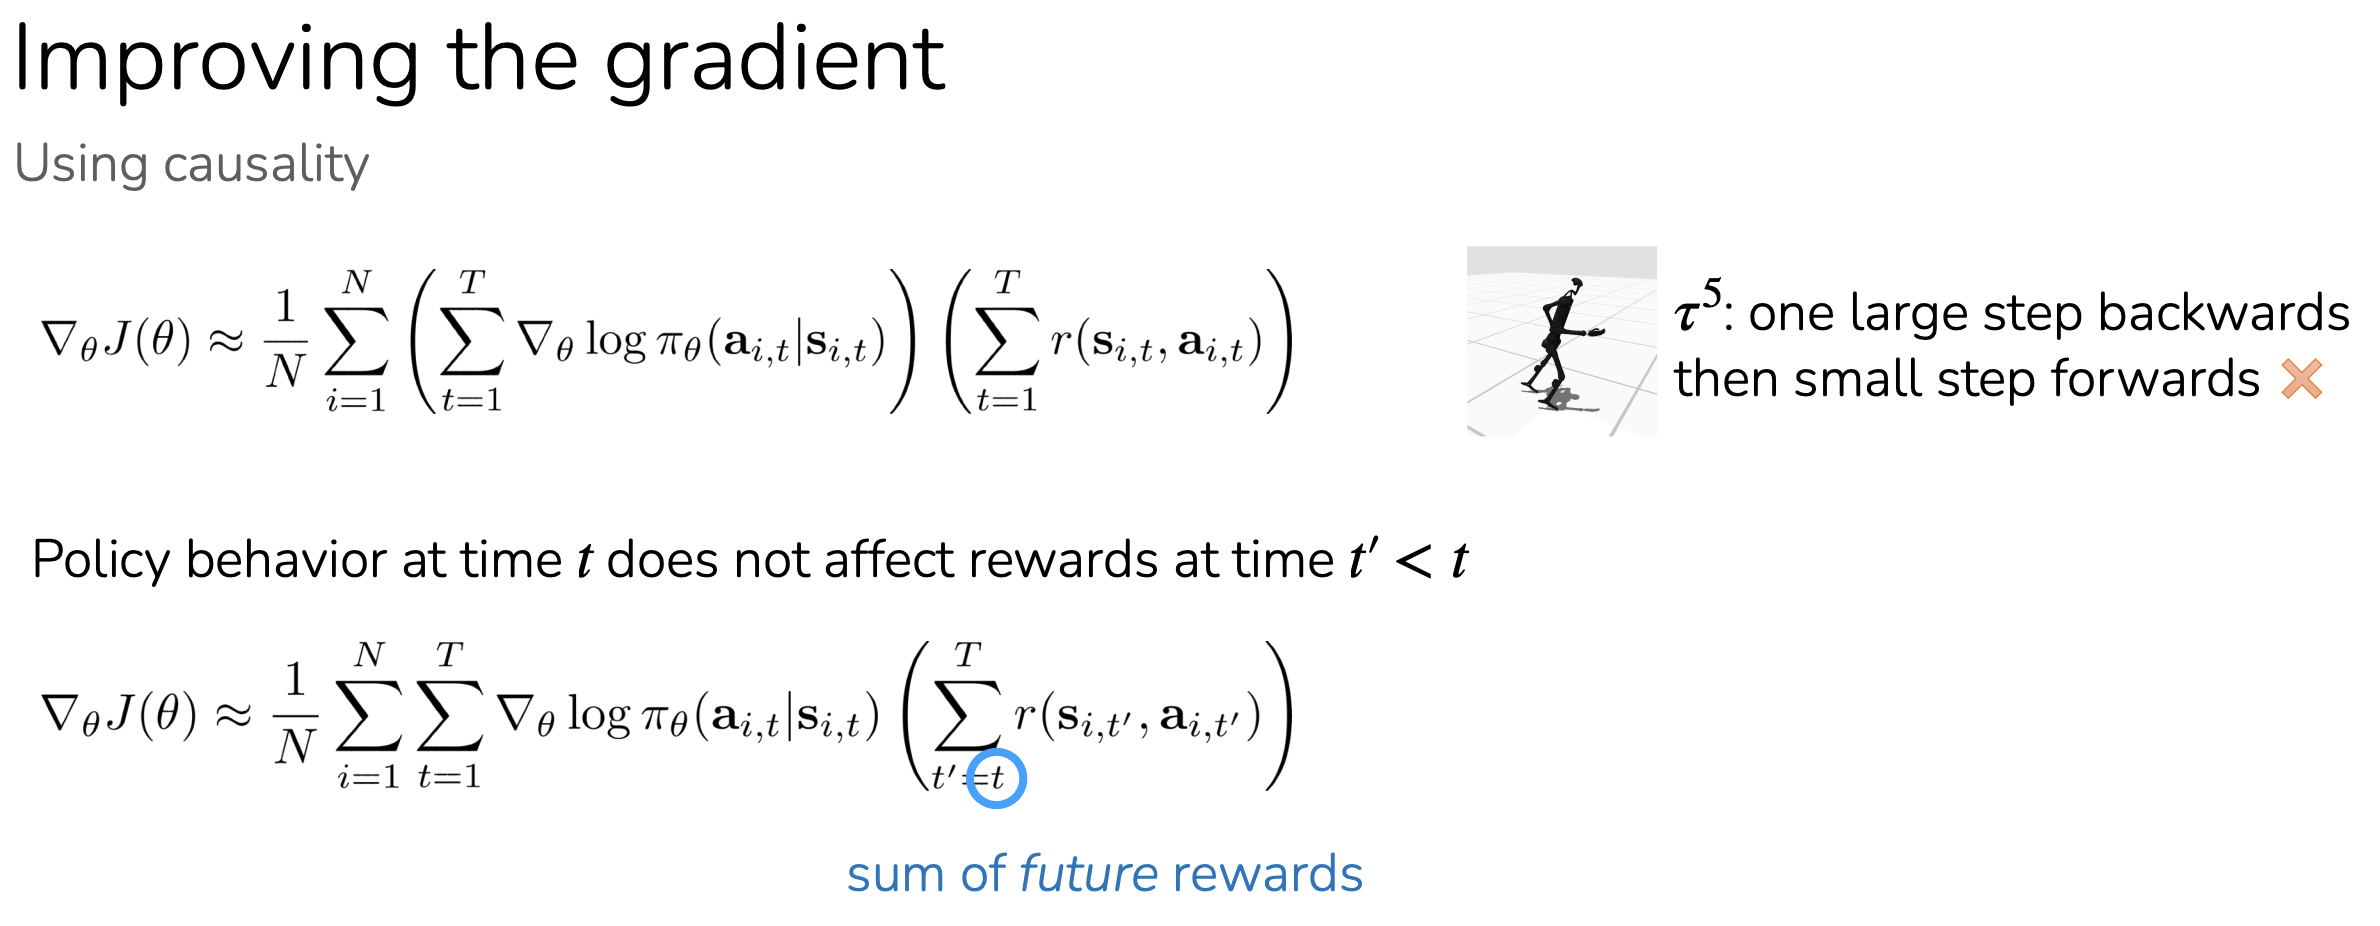 Improving the gradient
Using causality
$\nabla_\theta J(\theta) \approx \frac{1}{N} \sum_{i=1}^{N} \left( \sum_{t=1}^{T} \nabla_\theta \log \pi_\theta(\mathbf{a}_{i,t}|\mathbf{s}_{i,t}) \right) \left( \sum_{t=1}^{T} r(\mathbf{s}_{i,t}, \mathbf{a}_{i,t}) \right)$
$\boldsymbol{\tau}^5$: one large step backwards
then small step forwards ✕
Policy behavior at time $t$ does not affect rewards at time $t' < t$
$\nabla_\theta J(\theta) \approx \frac{1}{N} \sum_{i=1}^{N} \sum_{t=1}^{T} \nabla_\theta \log \pi_\theta(\mathbf{a}_{i,t}|\mathbf{s}_{i,t}) \left( \sum_{t'=t}^{T} r(\mathbf{s}_{i,t'}, \mathbf{a}_{i,t'}) \right)$
sum of future rewards